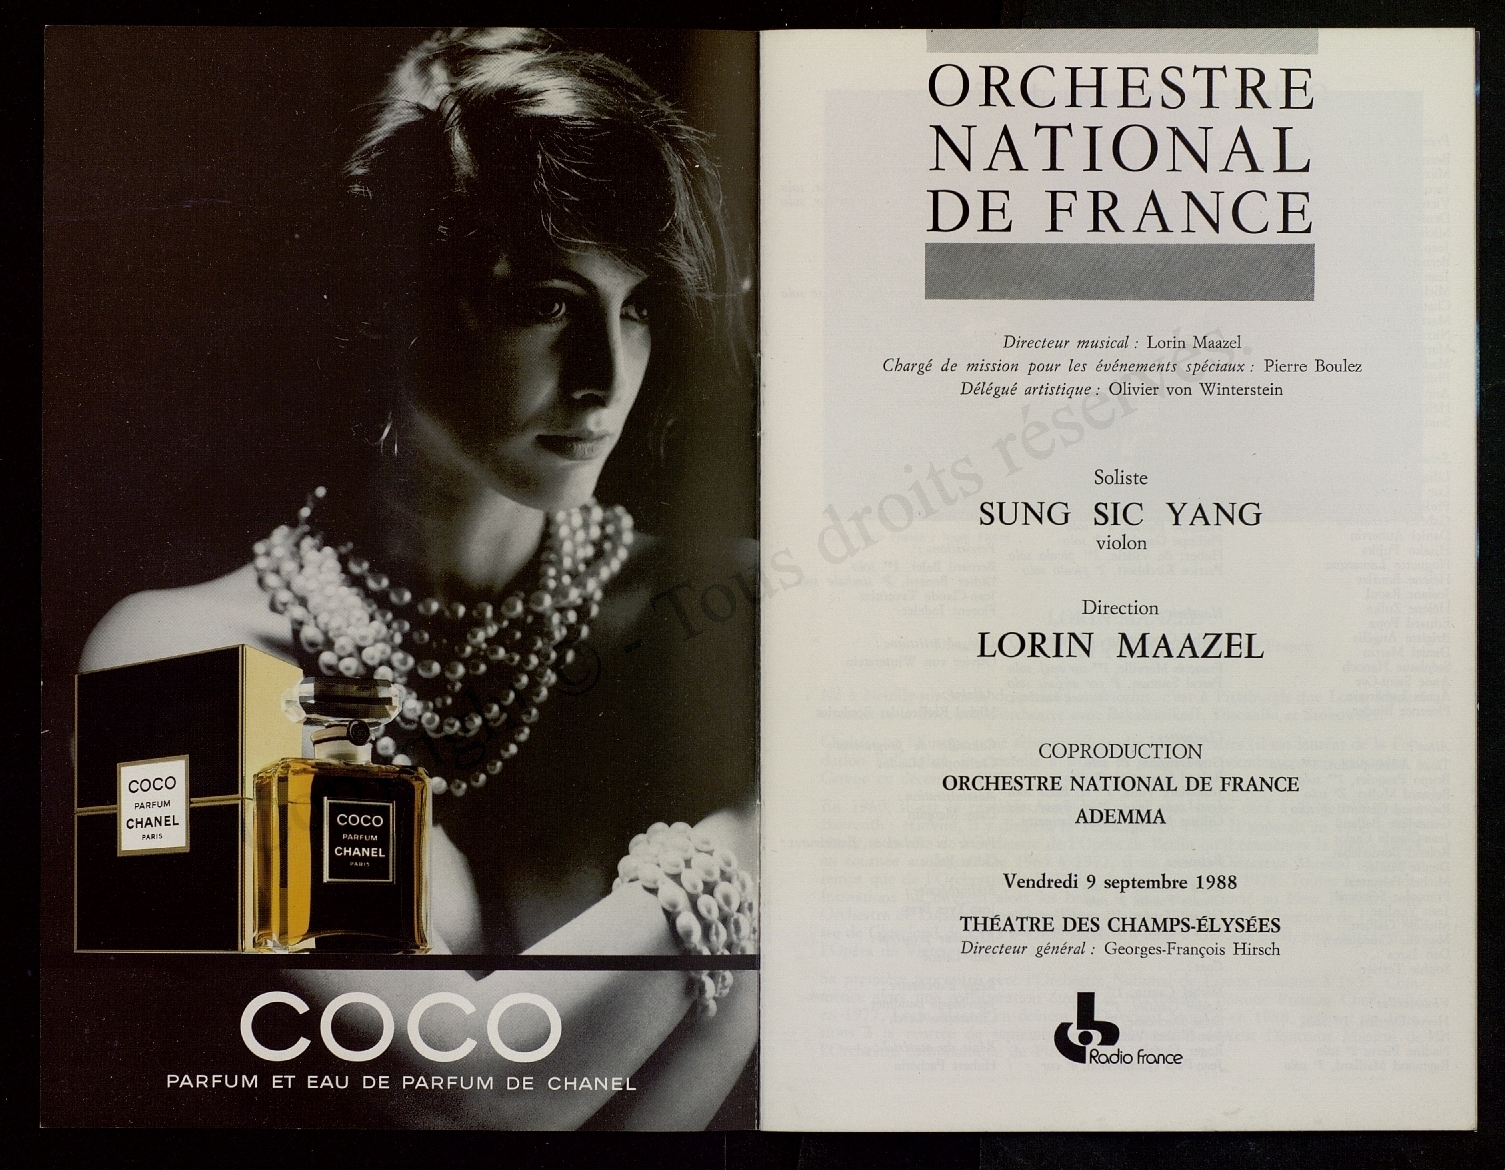 COCO
PARFUM
CHANEL
PARIS
COCO
PARFUM
CHANEL
PARIS
COCO
PARFUM ET EAU DE PARFUM DE CHANEL
ORCHESTRE
NATIONAL
DE FRANCE
Directeur musical : Lorin Maazel
Chargé de mission pour les événements spéciaux : Pierre Boulez
Délégué artistique : Olivier von Winterstein
Soliste
SUNG SIC YANG
violon
Direction
LORIN MAAZEL
COPRODUCTION
ORCHESTRE NATIONAL DE FRANCE
ADEMMA
Vendredi 9 septembre 1988
THÉATRE DES CHAMPS-ÉLYSÉES
Directeur général : Georges-François Hirsch
Radio france
Copyright © - Tous droits réservés.